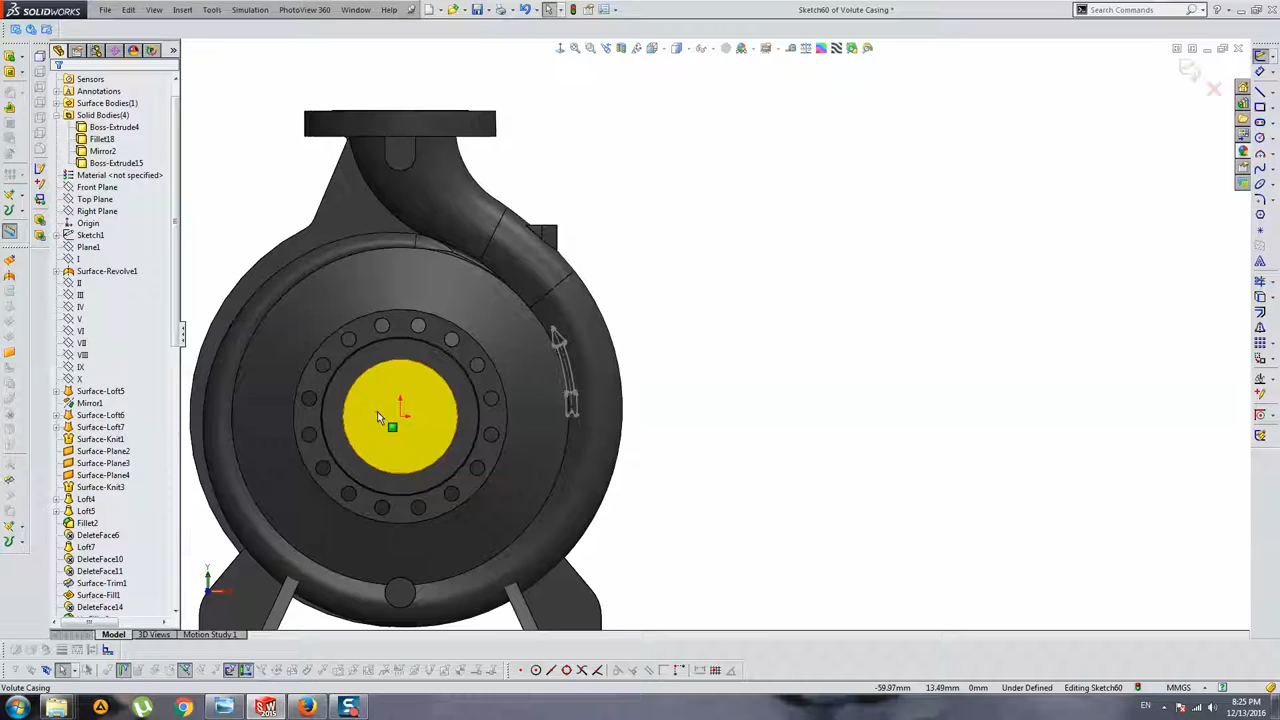 SOLIDWORKS File Edit View Insert Tools Simulation PhotoView 360 Window Help Sketch60 of Volute Casing * Search Commands
Sensors
Annotations
Surface Bodies(1)
Solid Bodies(4)
Boss-Extrude4
Fillet18
Mirror2
Boss-Extrude15
Material <not specified>
Front Plane
Top Plane
Right Plane
Origin
Sketch1
Plane1
I
Surface-Revolve1
II
III
IV
V
VI
VII
VIII
IX
X
Surface-Loft5
Mirror1
Surface-Loft6
Surface-Loft7
Surface-Knit1
Surface-Plane2
Surface-Plane3
Surface-Plane4
Surface-Knit3
Loft4
Loft5
Fillet2
DeleteFace6
Loft7
DeleteFace10
DeleteFace11
Surface-Trim1
Surface-Fill1
DeleteFace14
Y
Model 3D Views Motion Study 1
Volute Casing -59.97mm 13.49mm 0mm Under Defined Editing Sketch60 MMGS
SW 2015 EN 8:25 PM
12/13/2016